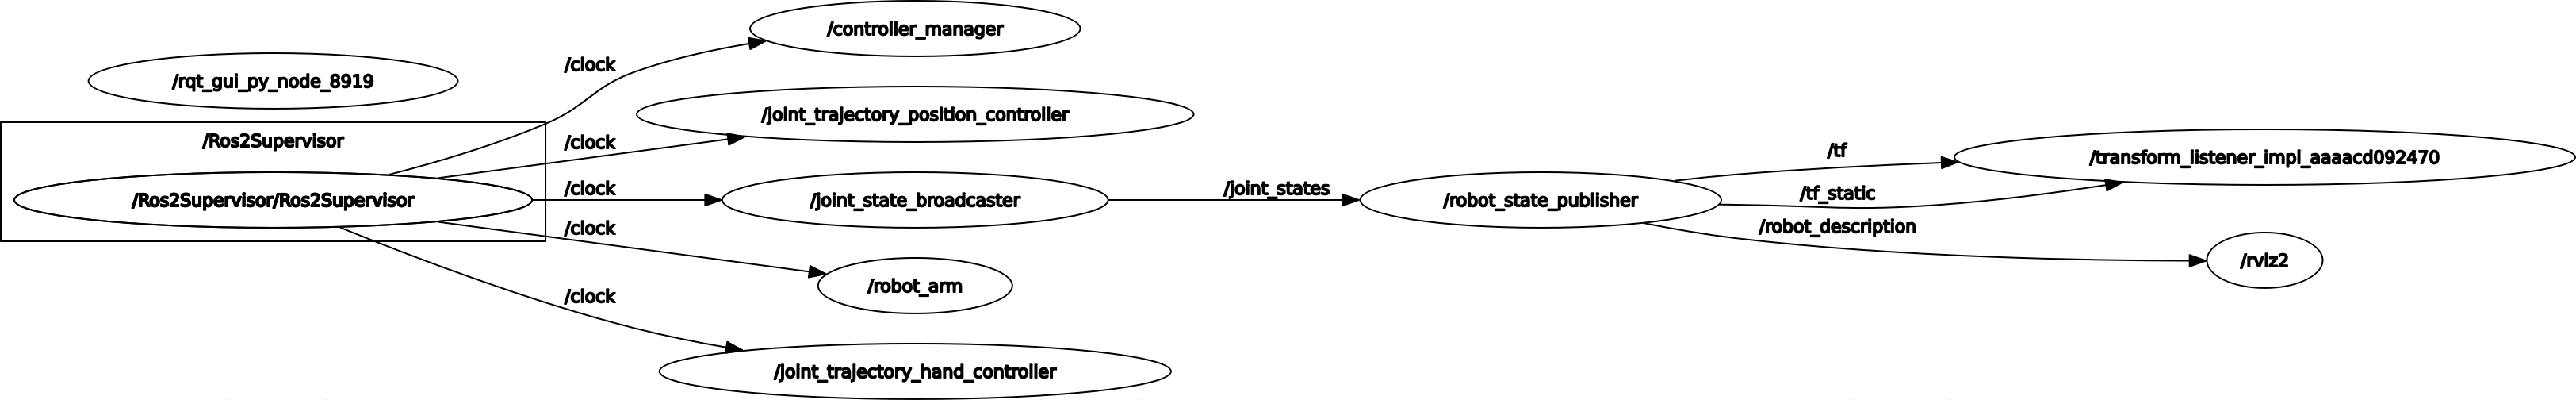 /controller_manager
/clock
/rqt_gui_py_node_8919
/joint_trajectory_position_controller
/Ros2Supervisor
/clock
/tf
/transform_listener_impl_aaaacd092470
/clock
/joint_states
/tf_static
/Ros2Supervisor/Ros2Supervisor
/joint_state_broadcaster
/robot_state_publisher
/clock
/robot_description
/rviz2
/robot_arm
/clock
/joint_trajectory_hand_controller